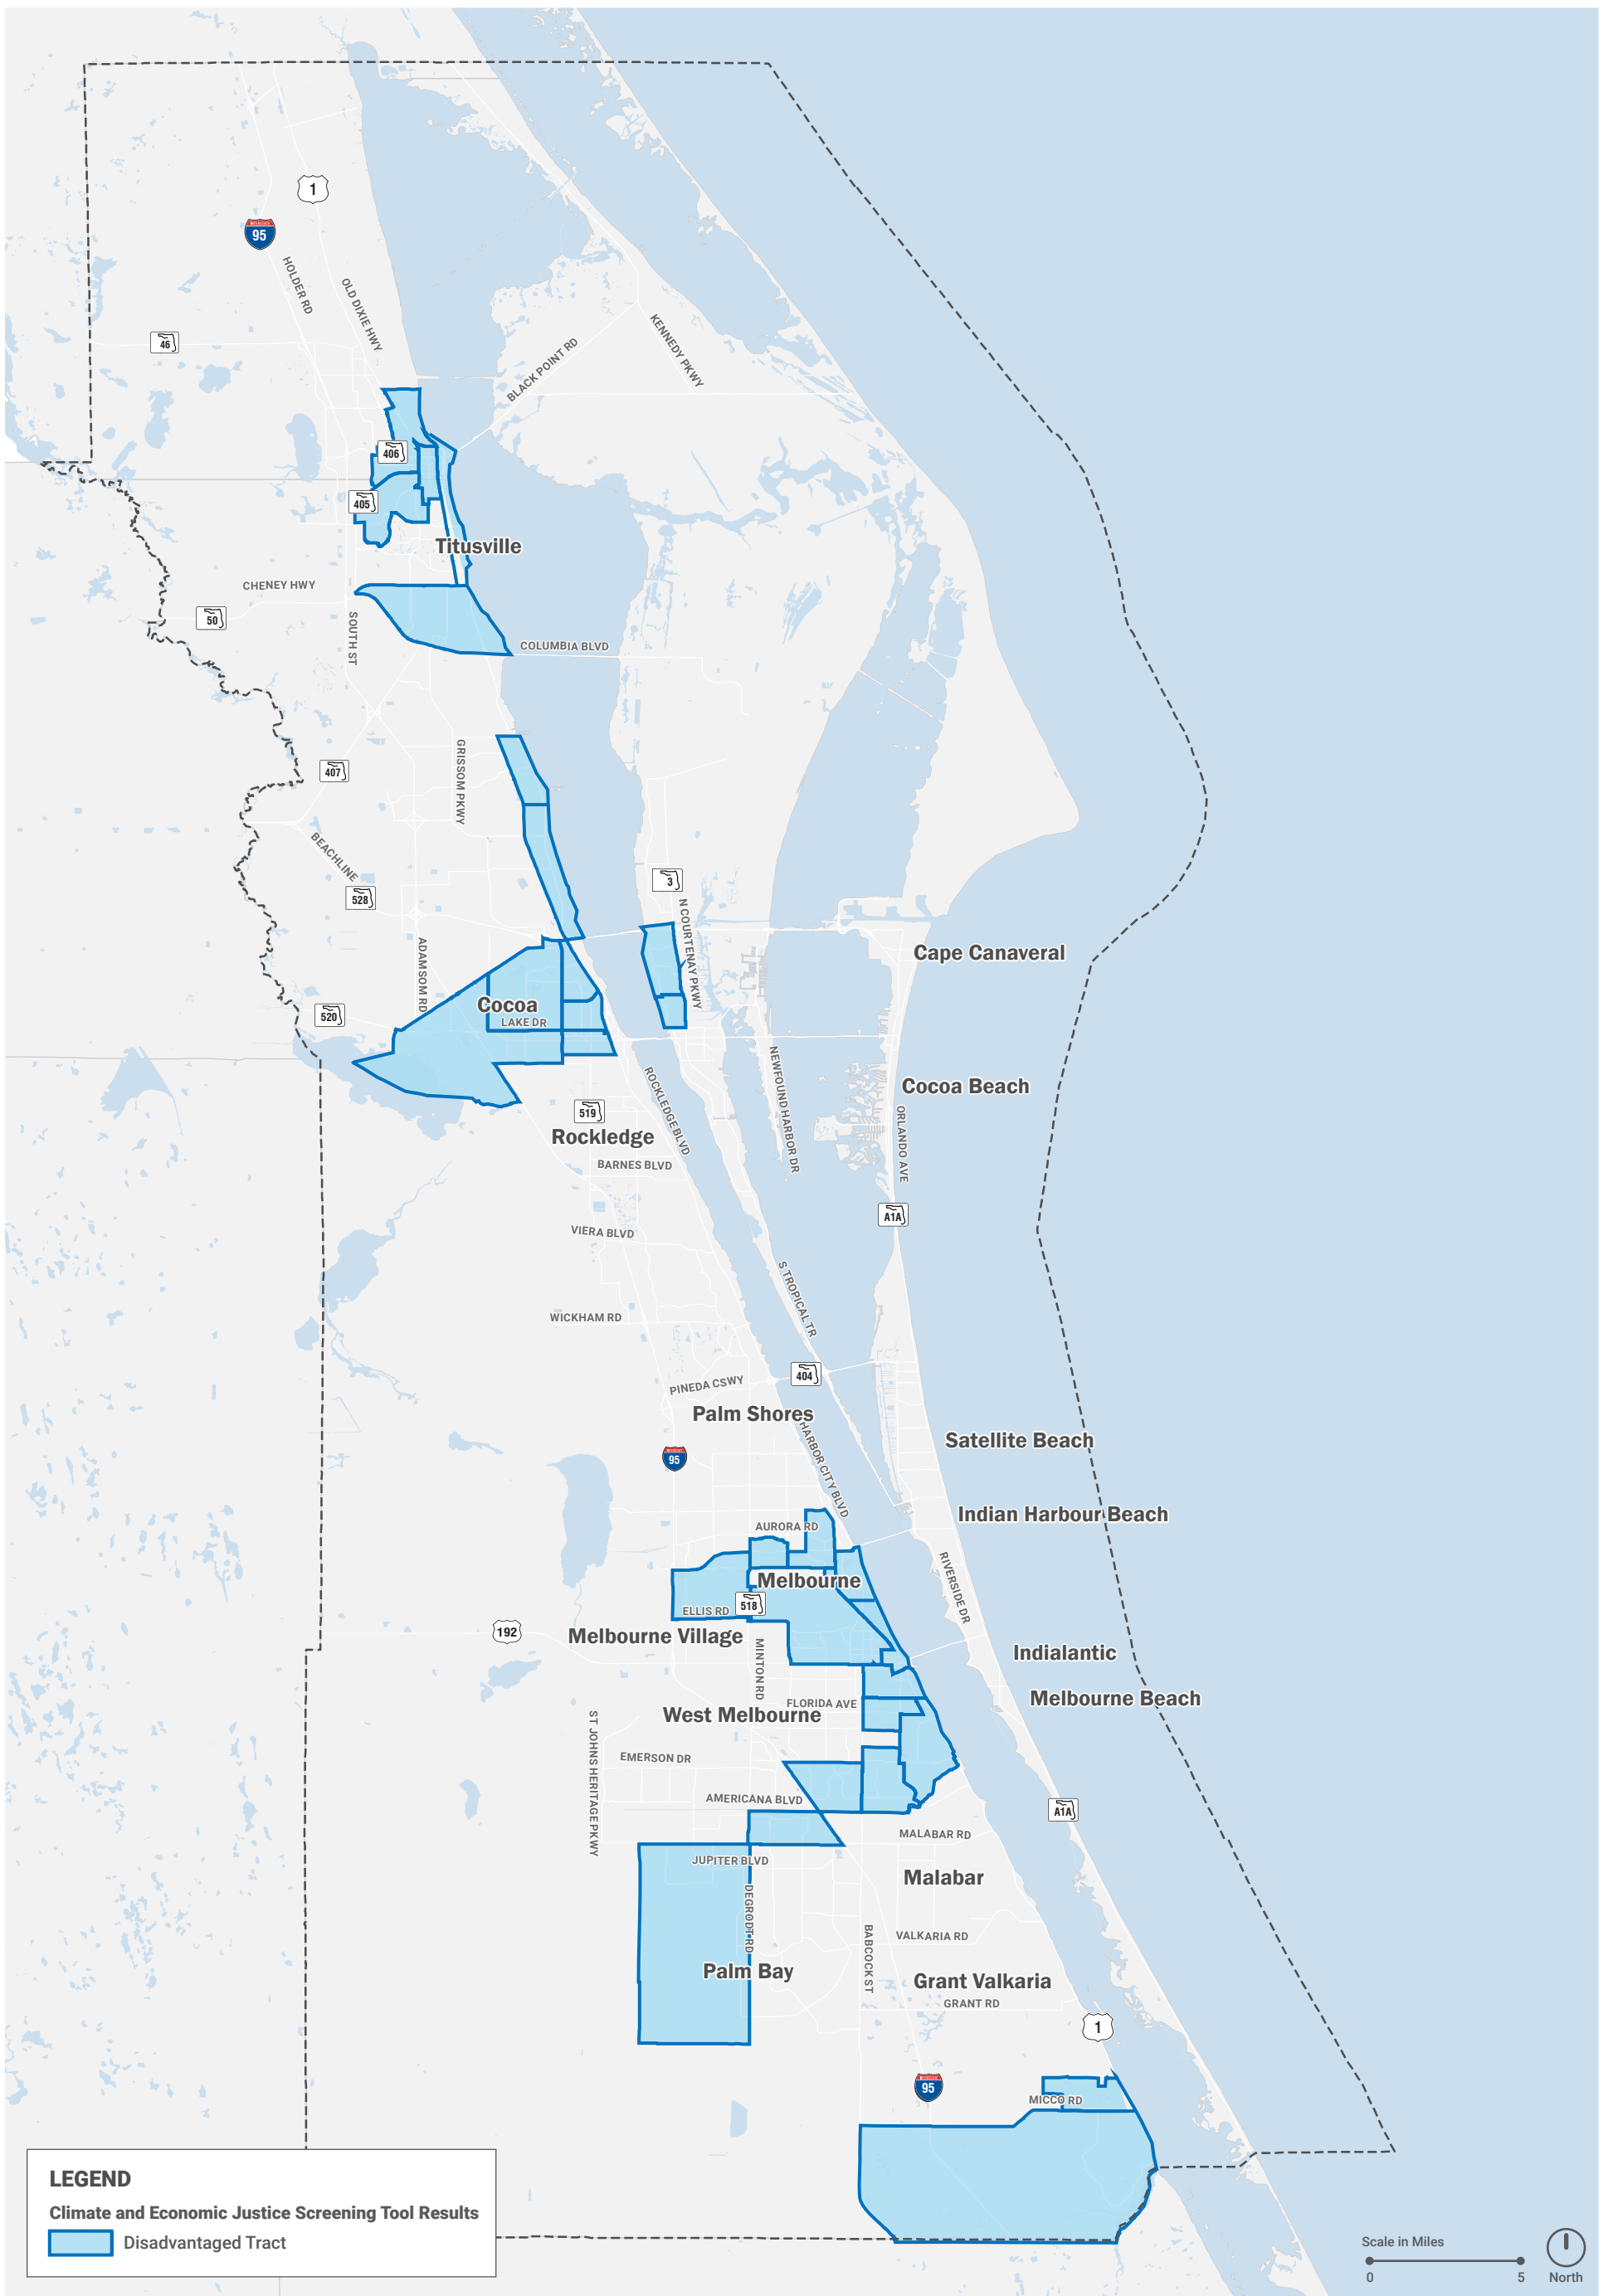 1
INTERSTATE
95
HOLDER RD
OLD DIXIE HWY
46
KENNEDY PKWY
BLACK POINT RD
406
405
Titusville
CHENEY HWY
50
SOUTH ST
COLUMBIA BLVD
GRISSOM PKWY
407
BEACHLINE
528
3
N COURTENAY PKWY
ADAMSOM RD
Cape Canaveral
Cocoa
520
LAKE DR
NEWFOUND HARBOR DR
Cocoa Beach
ROCKLEDGE BLVD
519
ORLANDO AVE
Rockledge
BARNES BLVD
A1A
VIERA BLVD
S TROPICAL TR
WICKHAM RD
404
PINEDA CSWY
Palm Shores
HARBOR CITY BLVD
Satellite Beach
95
Indian Harbour Beach
AURORA RD
RIVERSIDE DR
Melbourne
518
ELLIS RD
192
Melbourne Village
MINTON RD
Indialantic
Melbourne Beach
FLORIDA AVE
West Melbourne
ST JOHNS HERITAGE PKWY
EMERSON DR
AMERICANA BLVD
A1A
MALABAR RD
JUPITER BLVD
Malabar
DEGRODT RD
BABCOCK ST
VALKARIA RD
Palm Bay
Grant Valkaria
GRANT RD
1
95
MICCO RD
LEGEND
Climate and Economic Justice Screening Tool Results
Disadvantaged Tract
Scale in Miles
0 5 North